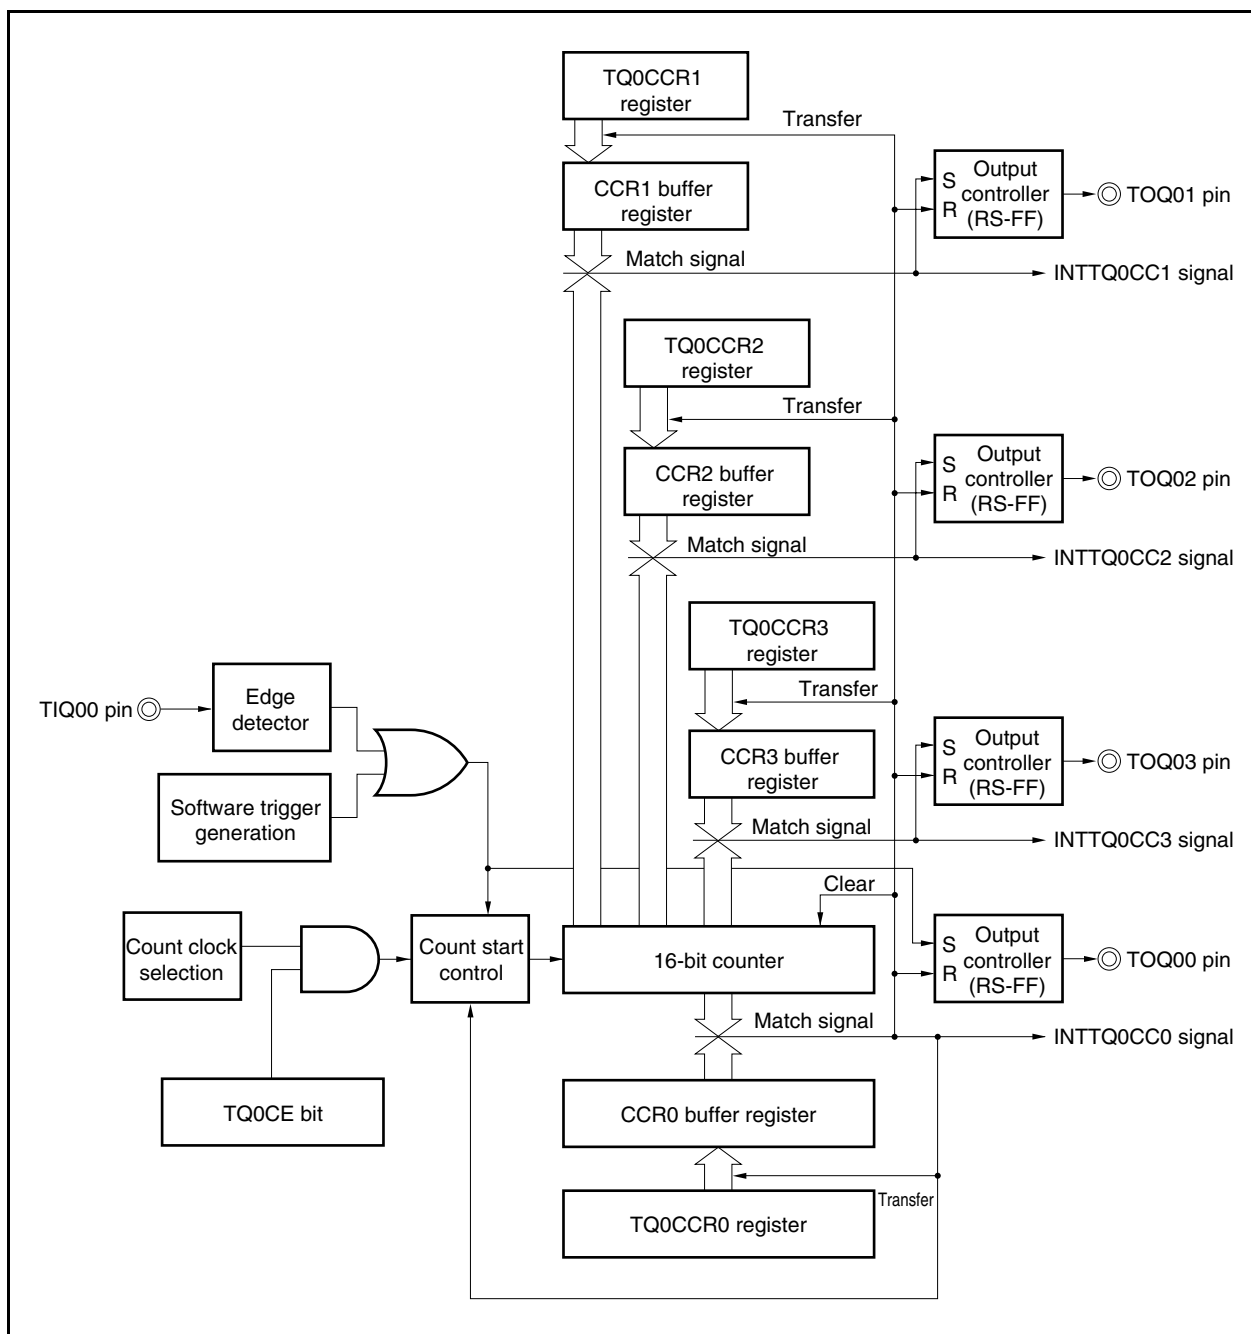 TQ0CCR1
register
Transfer
CCR1 buffer
register
S
R
Output
controller
(RS-FF)
TOQ01 pin
Match signal
INTTQ0CC1 signal
TQ0CCR2
register
Transfer
CCR2 buffer
register
S
R
Output
controller
(RS-FF)
TOQ02 pin
Match signal
INTTQ0CC2 signal
TQ0CCR3
register
Transfer
TIQ00 pin
Edge
detector
CCR3 buffer
register
S
R
Output
controller
(RS-FF)
TOQ03 pin
Software trigger
generation
Match signal
INTTQ0CC3 signal
Clear
Count clock
selection
Count start
control
16-bit counter
S
R
Output
controller
(RS-FF)
TOQ00 pin
Match signal
INTTQ0CC0 signal
TQ0CE bit
CCR0 buffer register
Transfer
TQ0CCR0 register